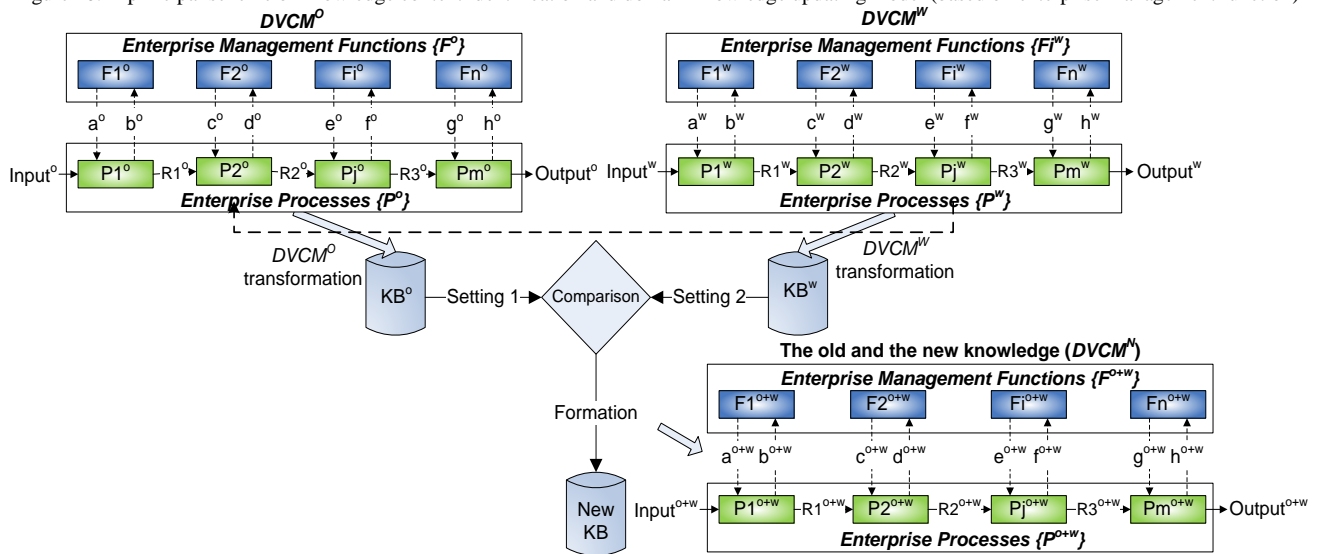 DVCM^O
Enterprise Management Functions {F^o}
F1^o F2^o Fi^o Fn^o
a^o b^o c^o d^o e^o f^o g^o h^o
Input^o P1^o R1^o P2^o R2^o Pj^o R3^o Pm^o Output^o
Enterprise Processes {P^o}
DVCM^W
Enterprise Management Functions {Fi^w}
F1^w F2^w Fi^w Fn^w
a^w b^w c^w d^w e^w f^w g^w h^w
Input^w P1^w R1^w P2^w R2^w Pj^w R3^w Pm^w Output^w
Enterprise Processes {P^w}
DVCM^O
transformation
DVCM^W
transformation
KB^o Setting 1 Comparison Setting 2 KB^w
The old and the new knowledge (DVCM^N)
Enterprise Management Functions {F^o+w}
F1^o+w F2^o+w Fi^o+w Fn^o+w
Formation
a^o+w b^o+w c^o+w d^o+w e^o+w f^o+w g^o+w h^o+w
New
KB
Input^o+w P1^o+w R1^o+w P2^o+w R2^o+w Pj^o+w R3^o+w Pm^o+w Output^o+w
Enterprise Processes {P^o+w}